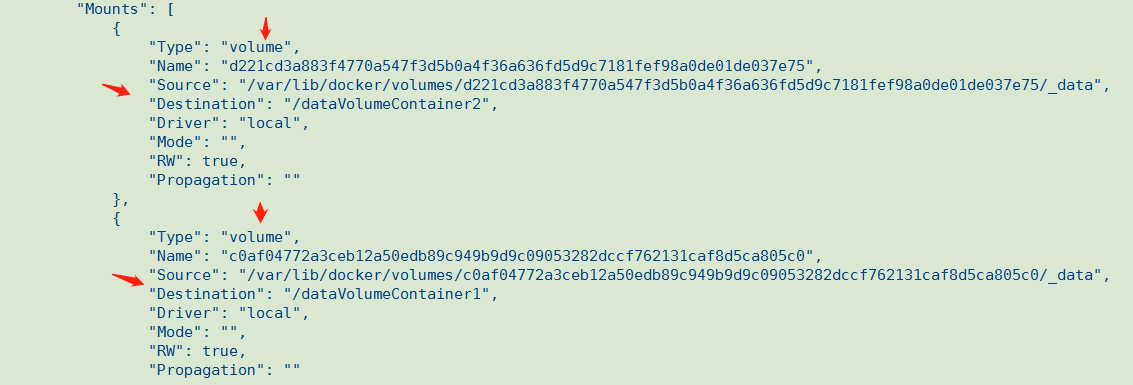 "Mounts": [
{
"Type": "volume",
"Name": "d221cd3a883f4770a547f3d5b0a4f36a636fd5d9c7181fef98a0de01de037e75",
"Source": "/var/lib/docker/volumes/d221cd3a883f4770a547f3d5b0a4f36a636fd5d9c7181fef98a0de01de037e75/_data",
"Destination": "/dataVolumeContainer2",
"Driver": "local",
"Mode": "",
"RW": true,
"Propagation": ""
},
{
"Type": "volume",
"Name": "c0af04772a3ceb12a50edb89c949b9d9c09053282dccf762131caf8d5ca805c0",
"Source": "/var/lib/docker/volumes/c0af04772a3ceb12a50edb89c949b9d9c09053282dccf762131caf8d5ca805c0/_data",
"Destination": "/dataVolumeContainer1",
"Driver": "local",
"Mode": "",
"RW": true,
"Propagation": ""